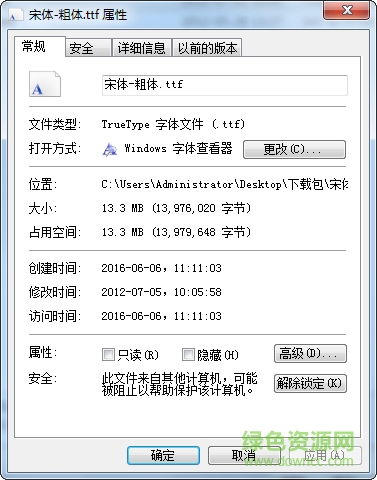 宋体-粗体.ttf 属性
常规 安全 详细信息 以前的版本
宋体-粗体.ttf
文件类型: TrueType 字体文件 (.ttf)
打开方式: Windows 字体查看器 更改(C)...
位置: C:\Users\Administrator\Desktop\下载包\宋体
大小: 13.3 MB (13,976,020 字节)
占用空间: 13.3 MB (13,979,648 字节)
创建时间: 2016-06-06, 11:11:03
修改时间: 2012-07-05, 10:05:58
访问时间: 2016-06-06, 11:11:03
属性: 只读(R) 隐藏(H) 高级(D)...
安全: 此文件来自其他计算机，可能
被阻止以帮助保护该计算机。 解除锁定(K)
确定 取消 应用(A)
绿色资源网
www.downcc.com